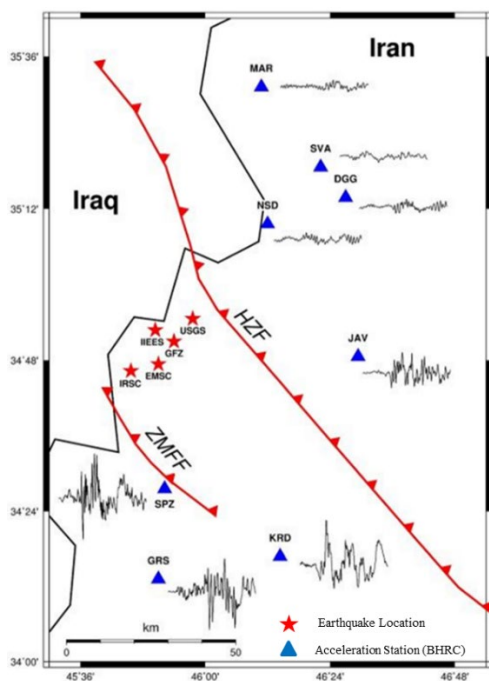 35°36'
Iran
MAR
SVA
DGG
Iraq
35°12'
NSD
USGS
IIEES
GFZ
HZF
JAV
34°48'
IRSC
EMSC
ZMFF
34°24'
SPZ
KRD
GRS
km
0 50
Earthquake Location
Acceleration Station (BHRC)
34°00'
35°36' 46°00' 46°24' 46°48'